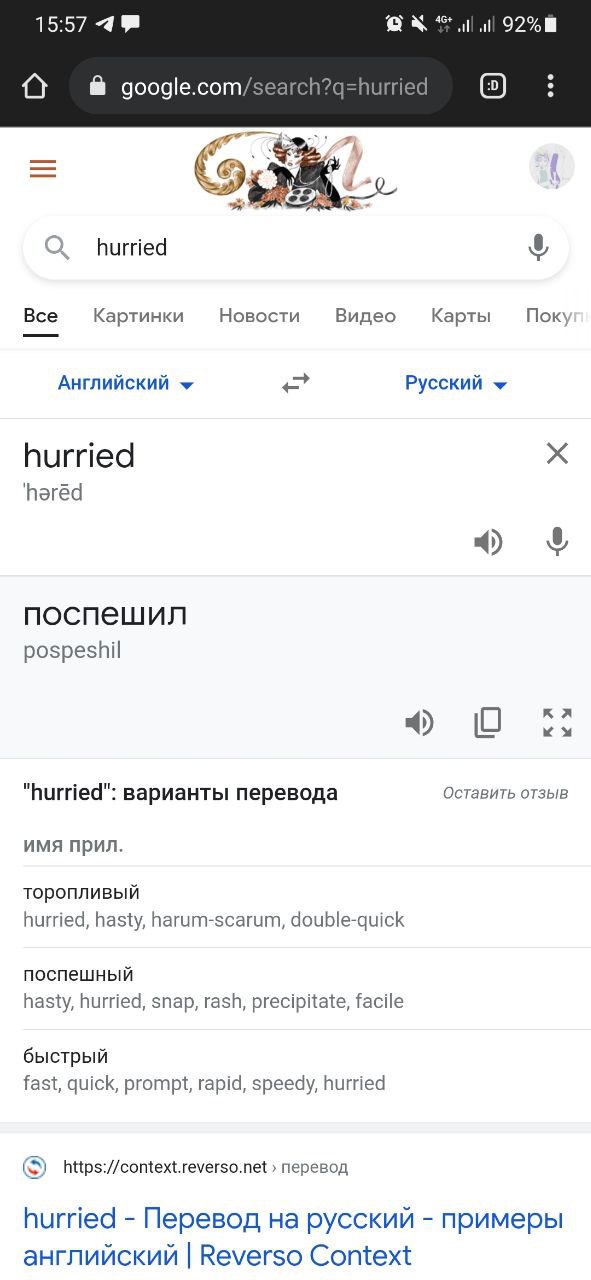 15:57
4G+ 92%
google.com/search?q=hurried
:D
hurried
Все Картинки Новости Видео Карты Покуп
Английский Русский
hurried
ˈhərēd
поспешил
pospeshil
"hurried": варианты перевода Оставить отзыв
имя прил.
торопливый
hurried, hasty, harum-scarum, double-quick
поспешный
hasty, hurried, snap, rash, precipitate, facile
быстрый
fast, quick, prompt, rapid, speedy, hurried
https://context.reverso.net › перевод
hurried - Перевод на русский - примеры
английский | Reverso Context